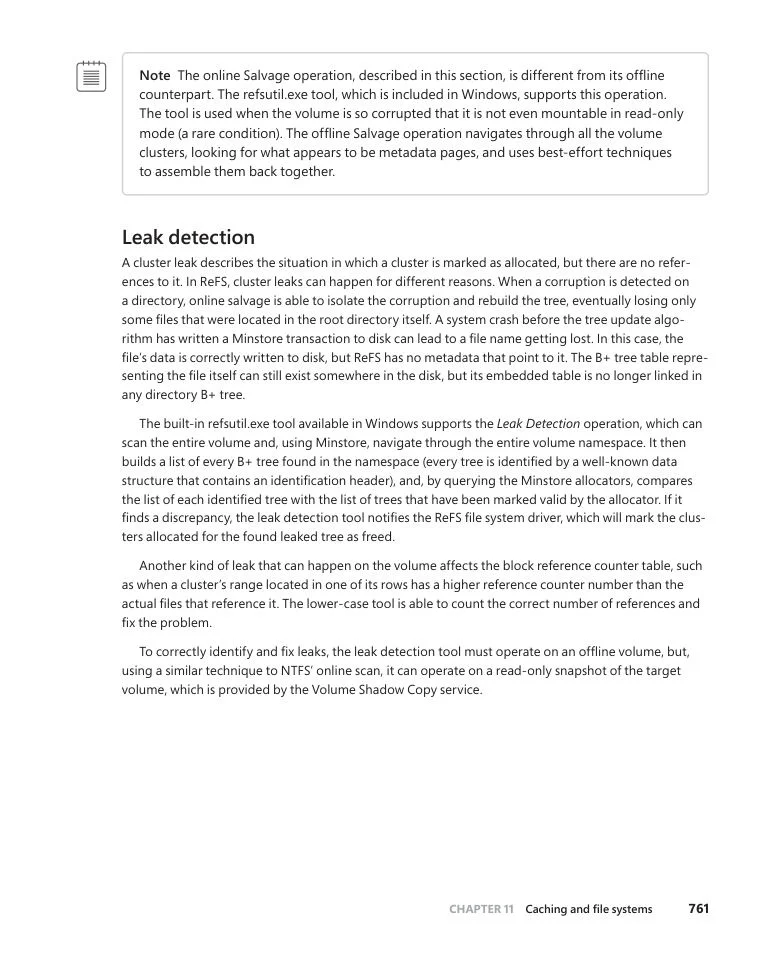 Note The online Salvage operation, described in this section, is different from its offline
counterpart. The refsutil.exe tool, which is included in Windows, supports this operation.
The tool is used when the volume is so corrupted that it is not even mountable in read-only
mode (a rare condition). The offline Salvage operation navigates through all the volume
clusters, looking for what appears to be metadata pages, and uses best-effort techniques
to assemble them back together.
Leak detection
A cluster leak describes the situation in which a cluster is marked as allocated, but there are no refer-
ences to it. In ReFS, cluster leaks can happen for different reasons. When a corruption is detected on
a directory, online salvage is able to isolate the corruption and rebuild the tree, eventually losing only
some files that were located in the root directory itself. A system crash before the tree update algo-
rithm has written a Minstore transaction to disk can lead to a file name getting lost. In this case, the
file's data is correctly written to disk, but ReFS has no metadata that point to it. The B+ tree table repre-
senting the file itself can still exist somewhere in the disk, but its embedded table is no longer linked in
any directory B+ tree.
The built-in refsutil.exe tool available in Windows supports the Leak Detection operation, which can
scan the entire volume and, using Minstore, navigate through the entire volume namespace. It then
builds a list of every B+ tree found in the namespace (every tree is identified by a well-known data
structure that contains an identification header), and, by querying the Minstore allocators, compares
the list of each identified tree with the list of trees that have been marked valid by the allocator. If it
finds a discrepancy, the leak detection tool notifies the ReFS file system driver, which will mark the clus-
ters allocated for the found leaked tree as freed.
Another kind of leak that can happen on the volume affects the block reference counter table, such
as when a cluster's range located in one of its rows has a higher reference counter number than the
actual files that reference it. The lower-case tool is able to count the correct number of references and
fix the problem.
To correctly identify and fix leaks, the leak detection tool must operate on an offline volume, but,
using a similar technique to NTFS' online scan, it can operate on a read-only snapshot of the target
volume, which is provided by the Volume Shadow Copy service.
CHAPTER 11 Caching and file systems 761